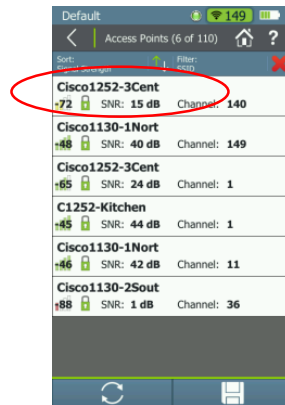 Default 149
Access Points (6 of 110) ?
Sort: Filter:
Signal Strength SSID
Cisco1252-3Cent
-72 SNR: 15 dB Channel: 140
Cisco1130-1Nort
-48 SNR: 40 dB Channel: 149
Cisco1252-3Cent
-65 SNR: 24 dB Channel: 1
C1252-Kitchen
-45 SNR: 44 dB Channel: 1
Cisco1130-1Nort
-46 SNR: 42 dB Channel: 11
Cisco1130-2Sout
-88 SNR: 1 dB Channel: 36